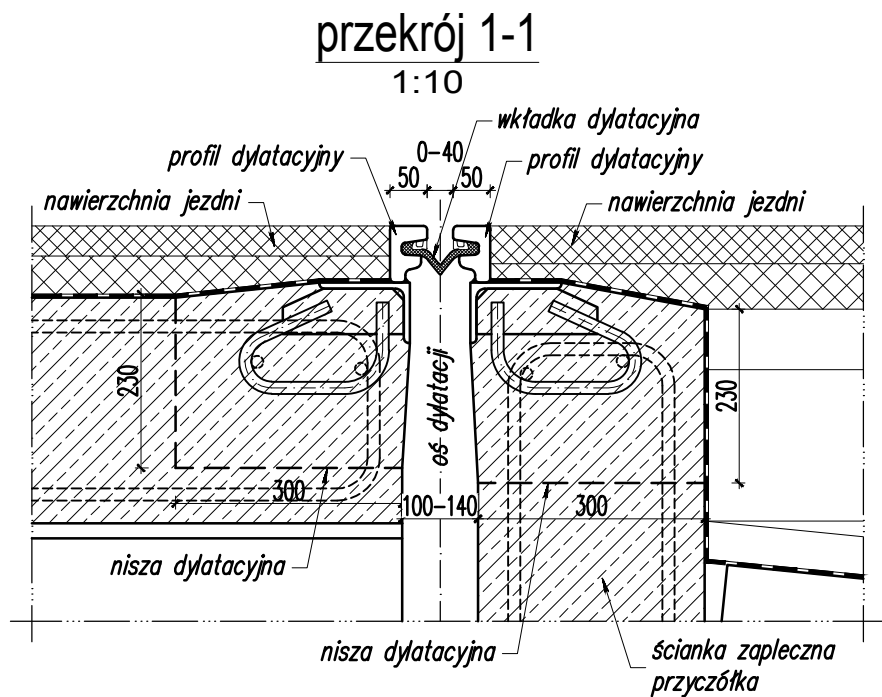 przekrój 1-1
1:10
wkładka dylatacyjna
profil dylatacyjny
0-40
profil dylatacyjny
50
50
nawierzchnia jezdni
nawierzchnia jezdni
230
oś dylatacji
230
300
100-140
300
nisza dylatacyjna
nisza dylatacyjna
ścianka zapleczna
przyczółka